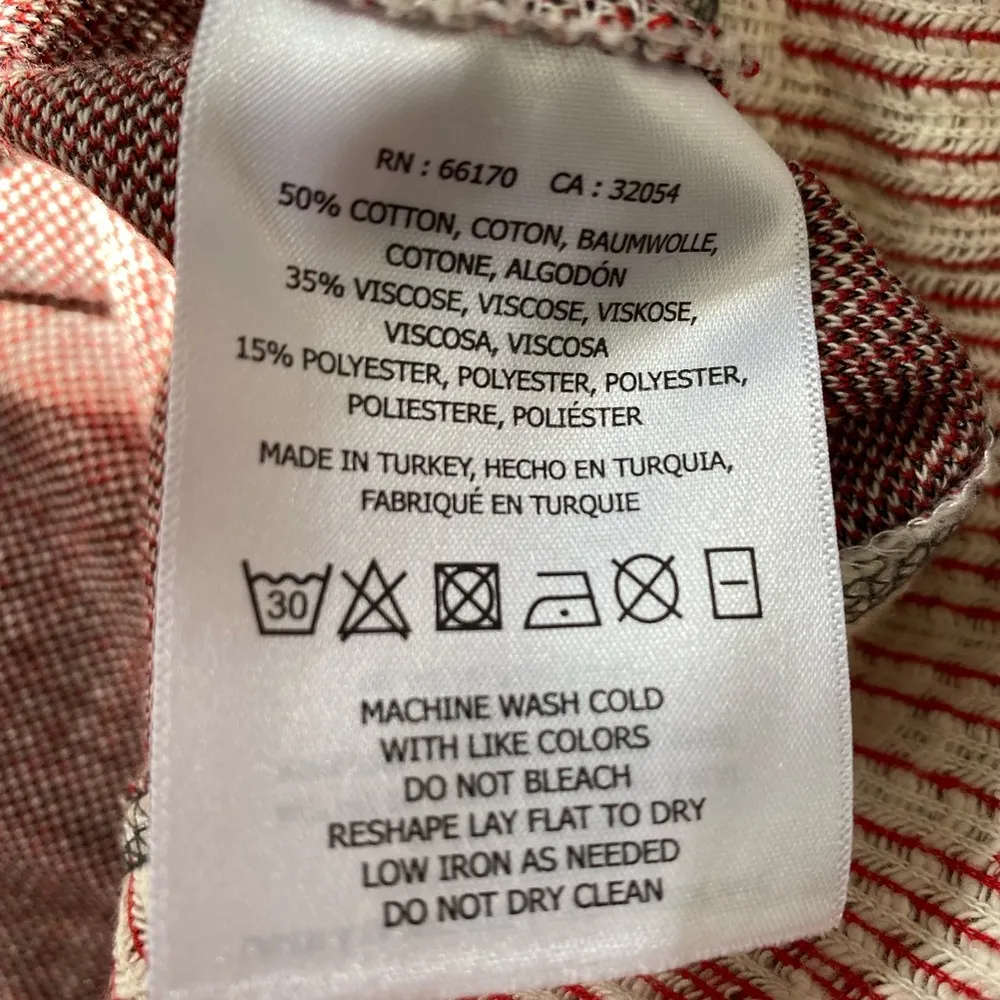 RN : 66170 CA : 32054
50% COTTON, COTON, BAUMWOLLE,
COTONE, ALGODÓN
35% VISCOSE, VISCOSE, VISKOSE,
VISCOSA, VISCOSA
15% POLYESTER, POLYESTER, POLYESTER,
POLIESTERE, POLIÉSTER
MADE IN TURKEY, HECHO EN TURQUIA,
FABRIQUÉ EN TURQUIE
30
MACHINE WASH COLD
WITH LIKE COLORS
DO NOT BLEACH
RESHAPE LAY FLAT TO DRY
LOW IRON AS NEEDED
DO NOT DRY CLEAN